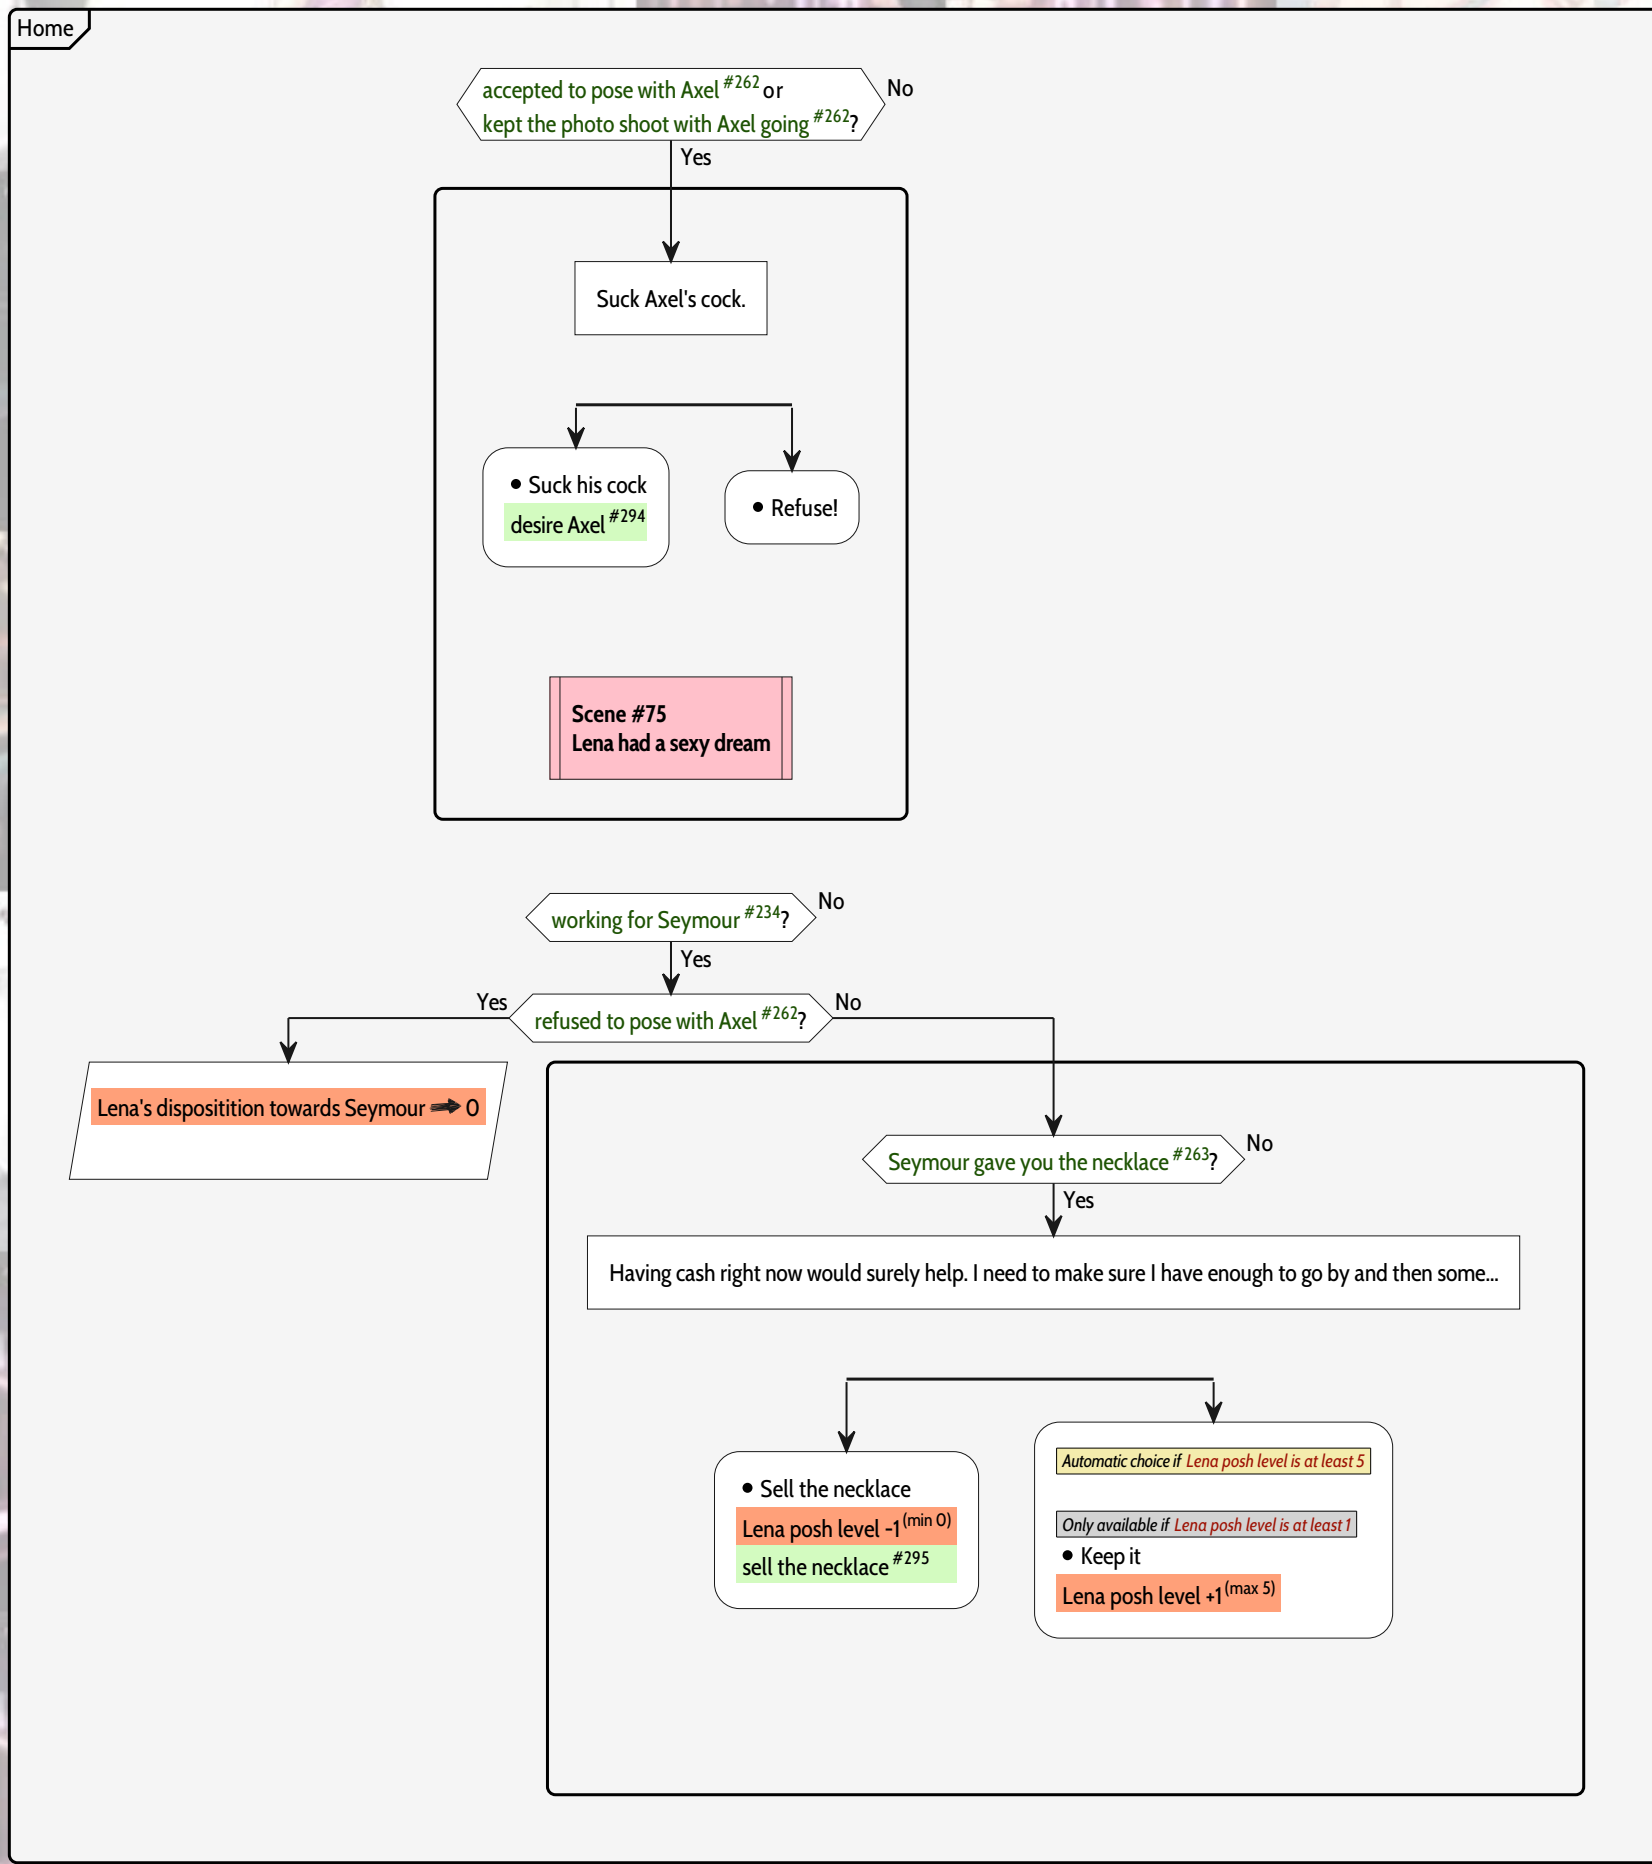 Home
accepted to pose with Axel #262 or
kept the photo shoot with Axel going #262?
No
Yes
Suck Axel's cock.
• Suck his cock
desire Axel #294
• Refuse!
Scene #75
Lena had a sexy dream
working for Seymour #234?
No
Yes
Yes
refused to pose with Axel #262?
No
Lena's disposition towards Seymour ➡ 0
Seymour gave you the necklace #263?
No
Yes
Having cash right now would surely help. I need to make sure I have enough to go by and then some...
• Sell the necklace
Lena posh level -1 (min 0)
sell the necklace #295
Automatic choice if Lena posh level is at least 5
Only available if Lena posh level is at least 1
• Keep it
Lena posh level +1 (max 5)